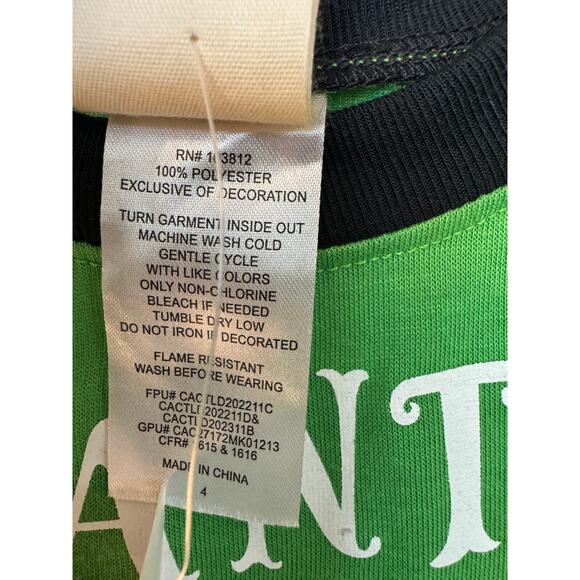 RN# 103812
100% POLYESTER
EXCLUSIVE OF DECORATION
TURN GARMENT INSIDE OUT
MACHINE WASH COLD
GENTLE CYCLE
WITH LIKE COLORS
ONLY NON-CHLORINE
BLEACH IF NEEDED
TUMBLE DRY LOW
DO NOT IRON IF DECORATED
FLAME RESISTANT
WASH BEFORE WEARING
FPU# CACTLD202211C
CACTLD202211D&
CACTLD202311B
GPU# CAC27172MK01213
CFR# 1615 & 1616
MADE IN CHINA
4
ANT